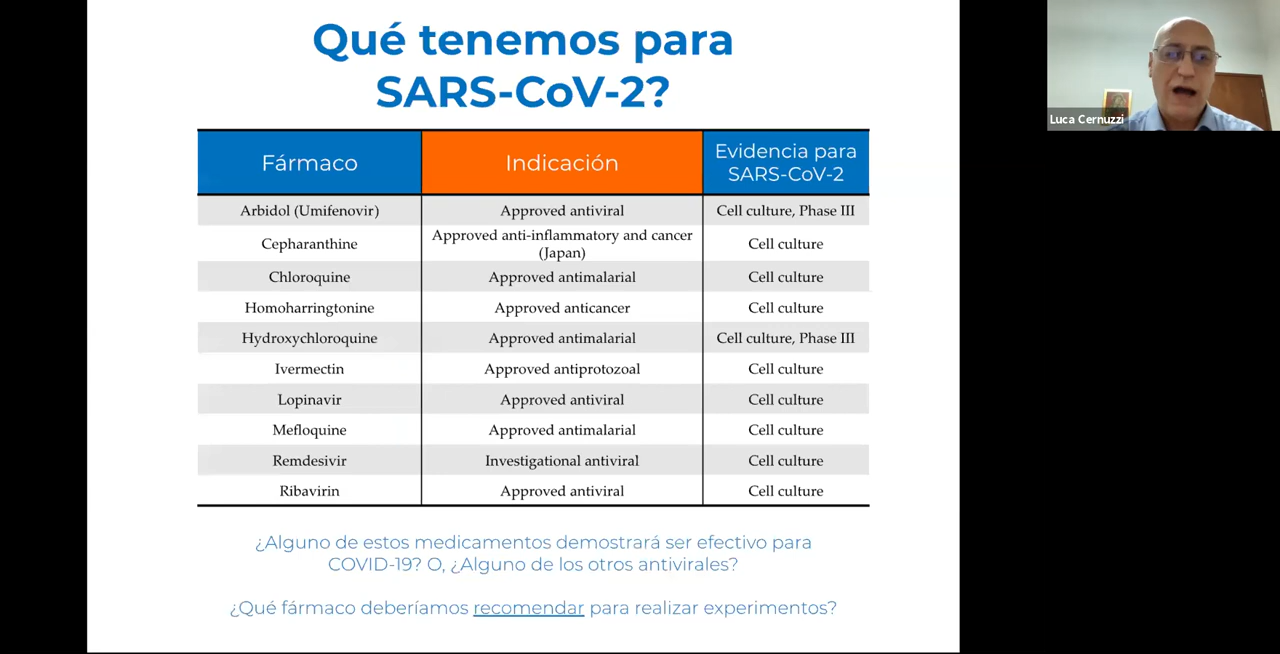 Qué tenemos para
SARS-CoV-2?
Fármaco
Indicación
Evidencia para
SARS-CoV-2
Arbidol (Umifenovir)
Approved antiviral
Cell culture, Phase III
Cepharanthine
Approved anti-inflammatory and cancer
(Japan)
Cell culture
Chloroquine
Approved antimalarial
Cell culture
Homoharringtonine
Approved anticancer
Cell culture
Hydroxychloroquine
Approved antimalarial
Cell culture, Phase III
Ivermectin
Approved antiprotozoal
Cell culture
Lopinavir
Approved antiviral
Cell culture
Mefloquine
Approved antimalarial
Cell culture
Remdesivir
Investigational antiviral
Cell culture
Ribavirin
Approved antiviral
Cell culture
¿Alguno de estos medicamentos demostrará ser efectivo para
COVID-19? O, ¿Alguno de los otros antivirales?
¿Qué fármaco deberíamos recomendar para realizar experimentos?
Luca Cernuzzi